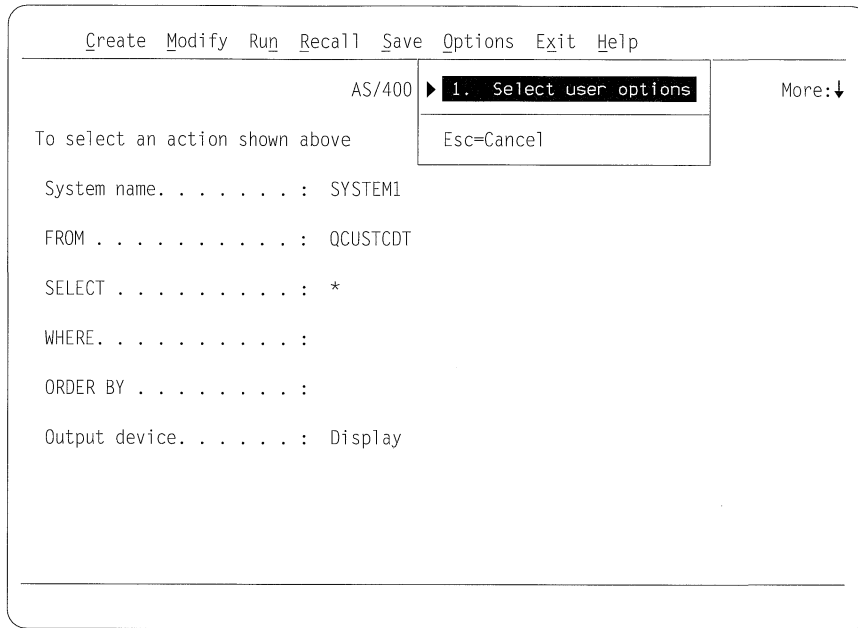 Create Modify Run Recall Save Options Exit Help
AS/400 ▶ 1. Select user options More:↓
To select an action shown above Esc=Cancel
System name. . . . . . . : SYSTEM1
FROM . . . . . . . . . . : QCUSTCDT
SELECT . . . . . . . . . : *
WHERE. . . . . . . . . . :
ORDER BY . . . . . . . . :
Output device. . . . . . : Display